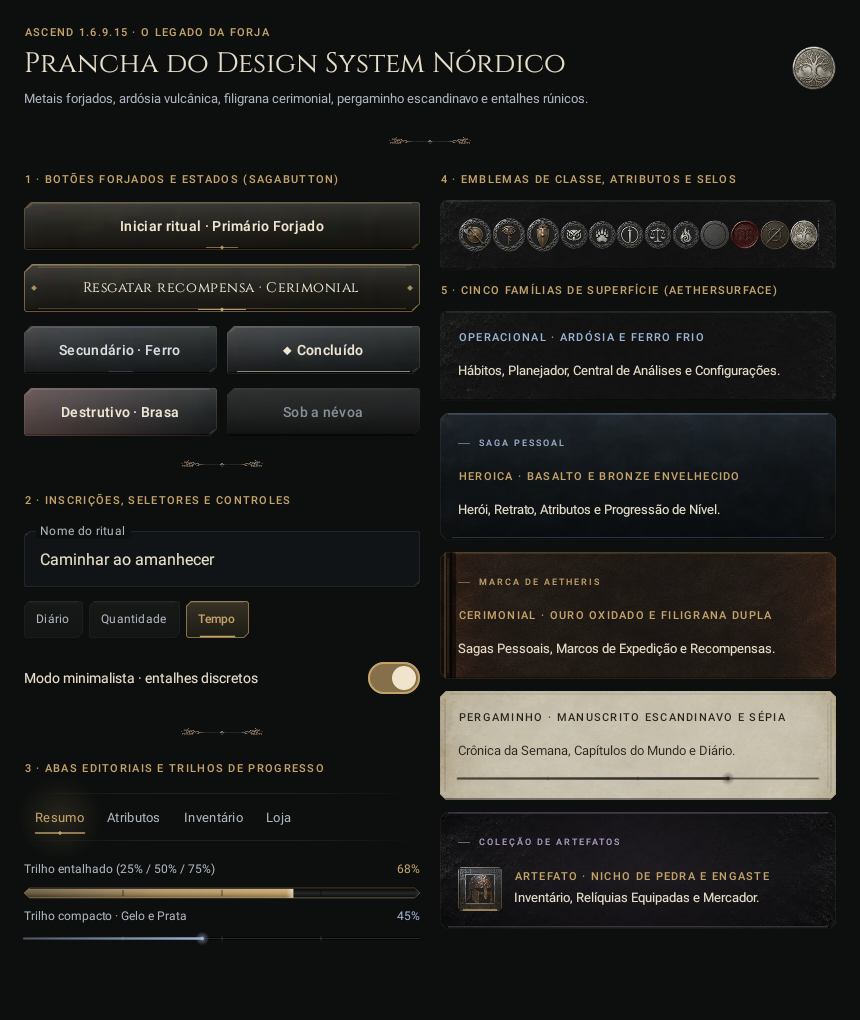 ASCEND 1.6.9.15 · O LEGADO DA FORJA
Prancha do Design System Nórdico
Metais forjados, ardósia vulcânica, filigrana cerimonial, pergaminho escandinavo e entalhes rúnicos.
1 · BOTÕES FORJADOS E ESTADOS (SAGABUTTON)
Iniciar ritual · Primário Forjado
Resgatar recompensa · Cerimonial
Secundário · Ferro
◆ Concluído
Destrutivo · Brasa
Sob a névoa
2 · INSCRIÇÕES, SELETORES E CONTROLES
Nome do ritual
Caminhar ao amanhecer
Diário
Quantidade
Tempo
Modo minimalista · entalhes discretos
3 · ABAS EDITORIAIS E TRILHOS DE PROGRESSO
Resumo
Atributos
Inventário
Loja
Trilho entalhado (25% / 50% / 75%)
68%
Trilho compacto · Gelo e Prata
45%
4 · EMBLEMAS DE CLASSE, ATRIBUTOS E SELOS
5 · CINCO FAMÍLIAS DE SUPERFÍCIE (AETHERSURFACE)
OPERACIONAL · ARDÓSIA E FERRO FRIO
Hábitos, Planejador, Central de Análises e Configurações.
SAGA PESSOAL
HEROICA · BASALTO E BRONZE ENVELHECIDO
Herói, Retrato, Atributos e Progressão de Nível.
MARCA DE AETHERIS
CERIMONIAL · OURO OXIDADO E FILIGRANA DUPLA
Sagas Pessoais, Marcos de Expedição e Recompensas.
PERGAMINHO · MANUSCRITO ESCANDINAVO E SÉPIA
Crônica da Semana, Capítulos do Mundo e Diário.
COLEÇÃO DE ARTEFATOS
ARTEFATO · NICHO DE PEDRA E ENGASTE
Inventário, Relíquias Equipadas e Mercador.